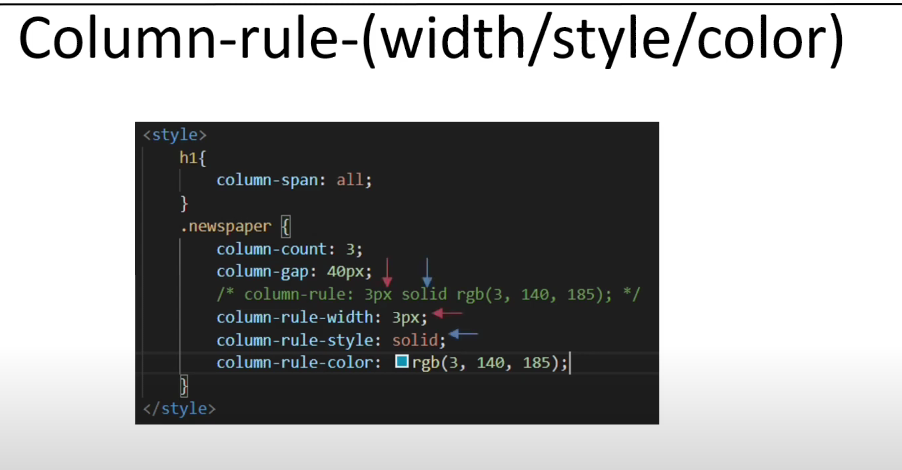 Column-rule-(width/style/color)
<style>
h1{
column-span: all;
}
.newspaper {
column-count: 3;
column-gap: 40px;
/* column-rule: 3px solid rgb(3, 140, 185); */
column-rule-width: 3px;
column-rule-style: solid;
column-rule-color: rgb(3, 140, 185);
}
</style>